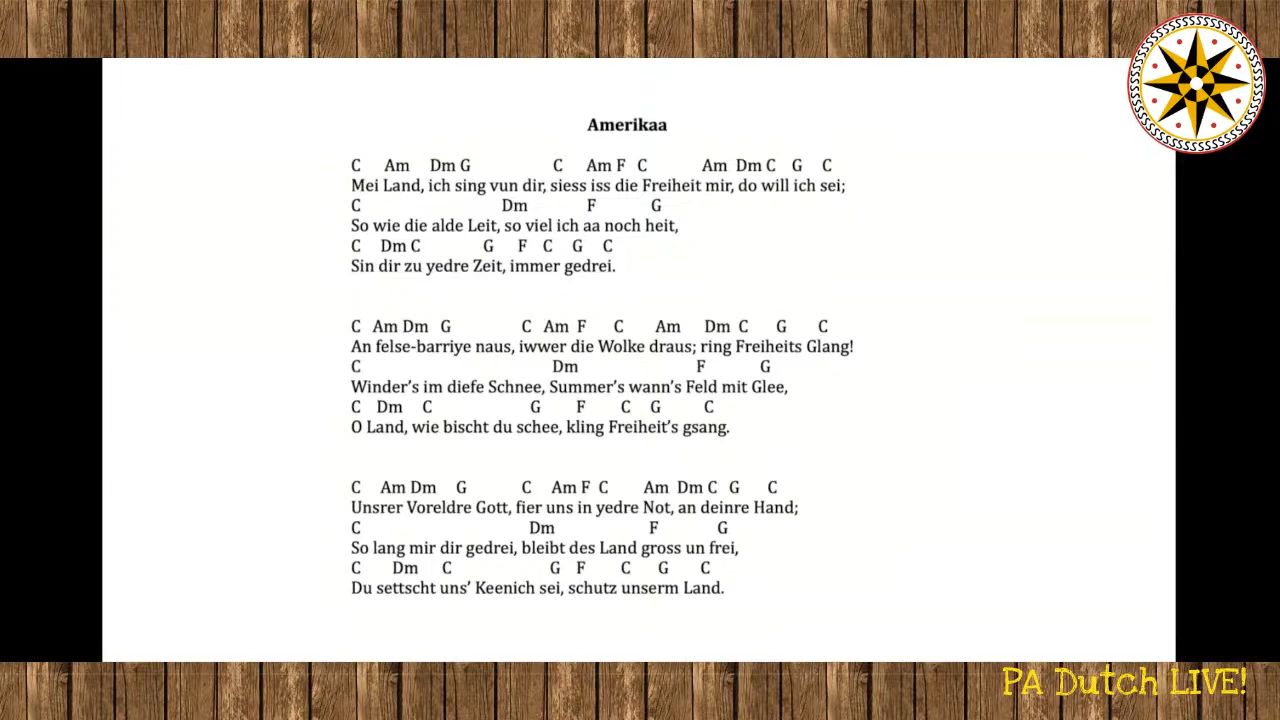 Amerikaa
C Am Dm G C Am F C Am Dm C G C
Mei Land, ich sing vun dir, siess iss die Freiheit mir, do will ich sei;
C Dm F G
So wie die alde Leit, so viel ich aa noch heit,
C Dm C G F C G C
Sin dir zu yedre Zeit, immer gedrei.
C Am Dm G C Am F C Am Dm C G C
An felse-barriye naus, iwwer die Wolke draus; ring Freiheits Glang!
C Dm F G
Winder’s im diefe Schnee, Summer’s wann’s Feld mit Glee,
C Dm C G F C G C
O Land, wie bischt du schee, kling Freiheit’s gsang.
C Am Dm G C Am F C Am Dm C G C
Unsrer Voreldre Gott, fier uns in yedre Not, an deinre Hand;
C Dm F G
So lang mir dir gedrei, bleibt des Land gross un frei,
C Dm C G F C G C
Du settscht uns’ Keenich sei, schutz unserm Land.
PA Dutch LIVE!